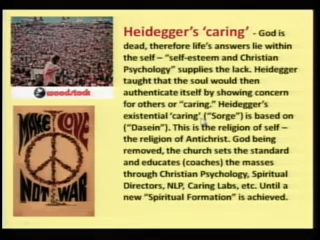 Heidegger's 'caring' - God is
dead, therefore life's answers lie within
the self – "self-esteem and Christian
Psychology" supplies the lack. Heidegger
taught that the soul would then
authenticate itself by showing concern
for others or "caring." Heidegger's
existential 'caring' ("Sorge") is based on
("Dasein"). This is the religion of self –
the religion of Antichrist. God being
removed, the church sets the standard
and educates (coaches) the masses
through Christian Psychology, Spiritual
Directors, NLP, Caring Labs, etc. Until a
new "Spiritual Formation" is achieved.
woodstock
MAKE LOVE
NOT WAR